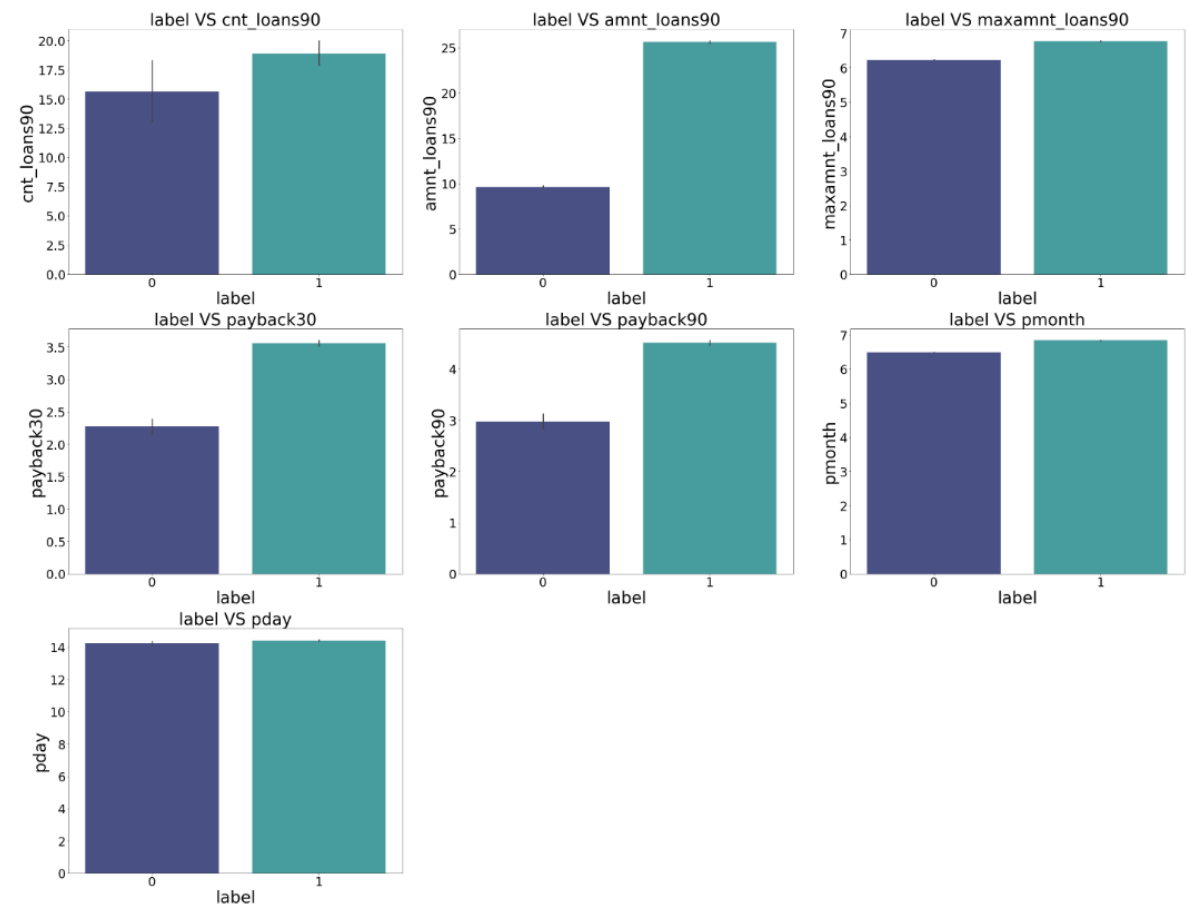 label VS cnt_loans90
20.0
17.5
15.0
12.5
10.0
7.5
5.0
2.5
0.0
cnt_loans90
0 1
label
label VS amnt_loans90
25
20
15
10
5
0
amnt_loans90
0 1
label
label VS maxamnt_loans90
7
6
5
4
3
2
1
0
maxamnt_loans90
0 1
label
label VS payback30
3.5
3.0
2.5
2.0
1.5
1.0
0.5
0.0
payback30
0 1
label
label VS payback90
4
3
2
1
0
payback90
0 1
label
label VS pmonth
7
6
5
4
3
2
1
0
pmonth
0 1
label
label VS pday
14
12
10
8
6
4
2
0
pday
0 1
label